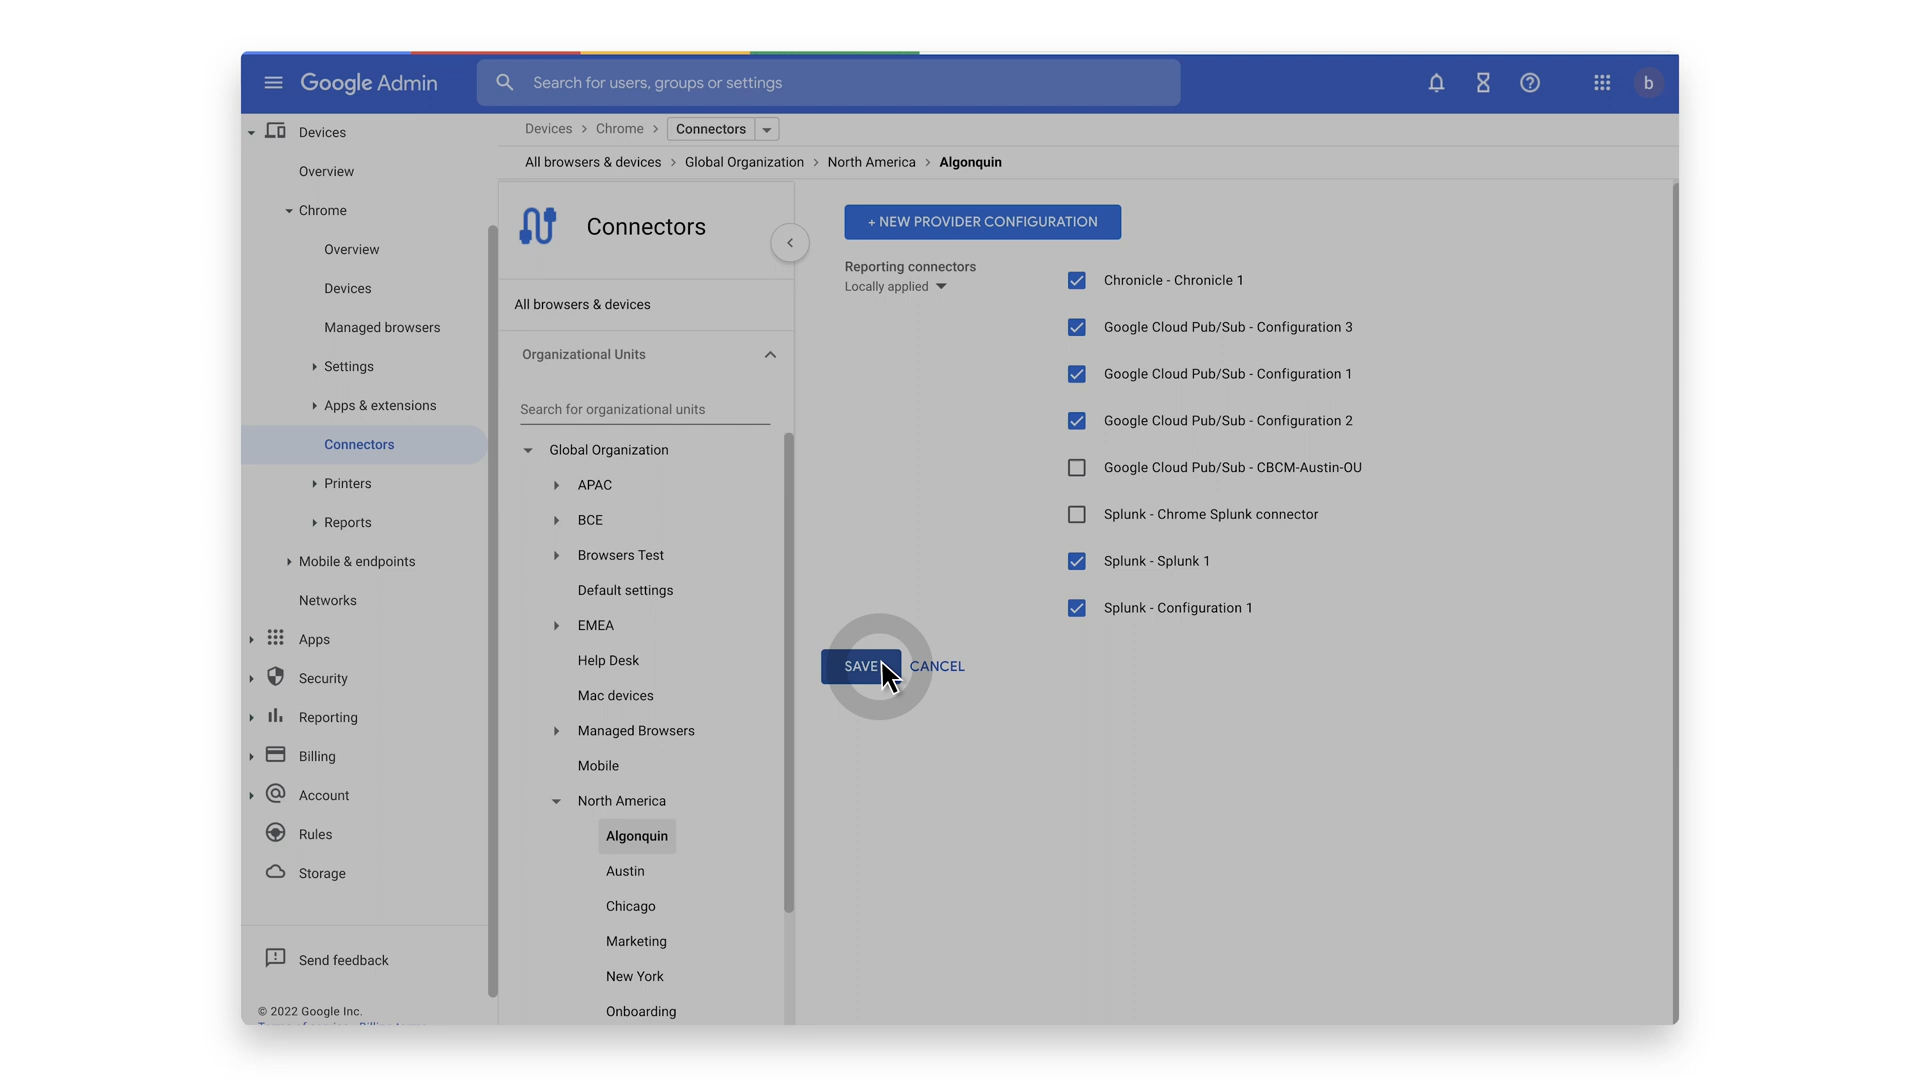 Google Admin
Search for users, groups or settings
b
Devices
Overview
Chrome
Overview
Devices
Managed browsers
Settings
Apps & extensions
Connectors
Printers
Reports
Mobile & endpoints
Networks
Apps
Security
Reporting
Billing
Account
Rules
Storage
Send feedback
© 2022 Google Inc.
Devices > Chrome > Connectors
All browsers & devices > Global Organization > North America > Algonquin
Connectors
All browsers & devices
Organizational Units
Search for organizational units
Global Organization
APAC
BCE
Browsers Test
Default settings
EMEA
Help Desk
Mac devices
Managed Browsers
Mobile
North America
Algonquin
Austin
Chicago
Marketing
New York
Onboarding
+ NEW PROVIDER CONFIGURATION
Reporting connectors
Locally applied
Chronicle - Chronicle 1
Google Cloud Pub/Sub - Configuration 3
Google Cloud Pub/Sub - Configuration 1
Google Cloud Pub/Sub - Configuration 2
Google Cloud Pub/Sub - CBCM-Austin-OU
Splunk - Chrome Splunk connector
Splunk - Splunk 1
Splunk - Configuration 1
SAVE CANCEL